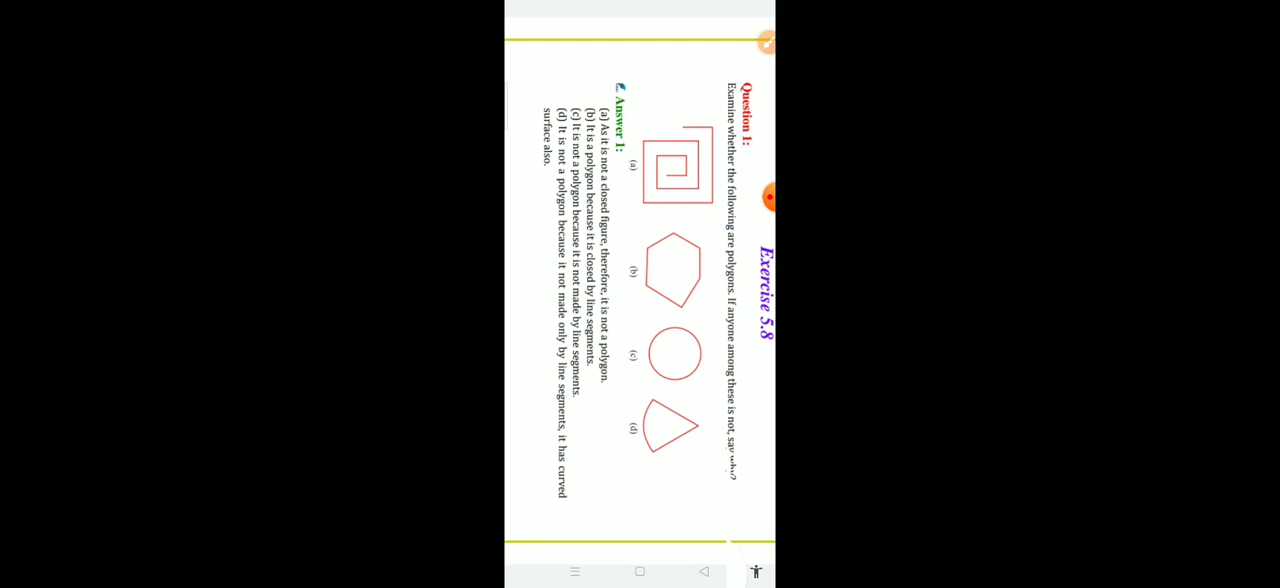 Exercise 5.8
Question 1:
Examine whether the following are polygons. If anyone among these is not, say why?
(a) (b) (c) (d)
Answer 1:
(a) As it is not a closed figure, therefore, it is not a polygon.
(b) It is a polygon because it is closed by line segments.
(c) It is not a polygon because it is not made by line segments.
(d) It is not a polygon because it not made only by line segments, it has curved
surface also.